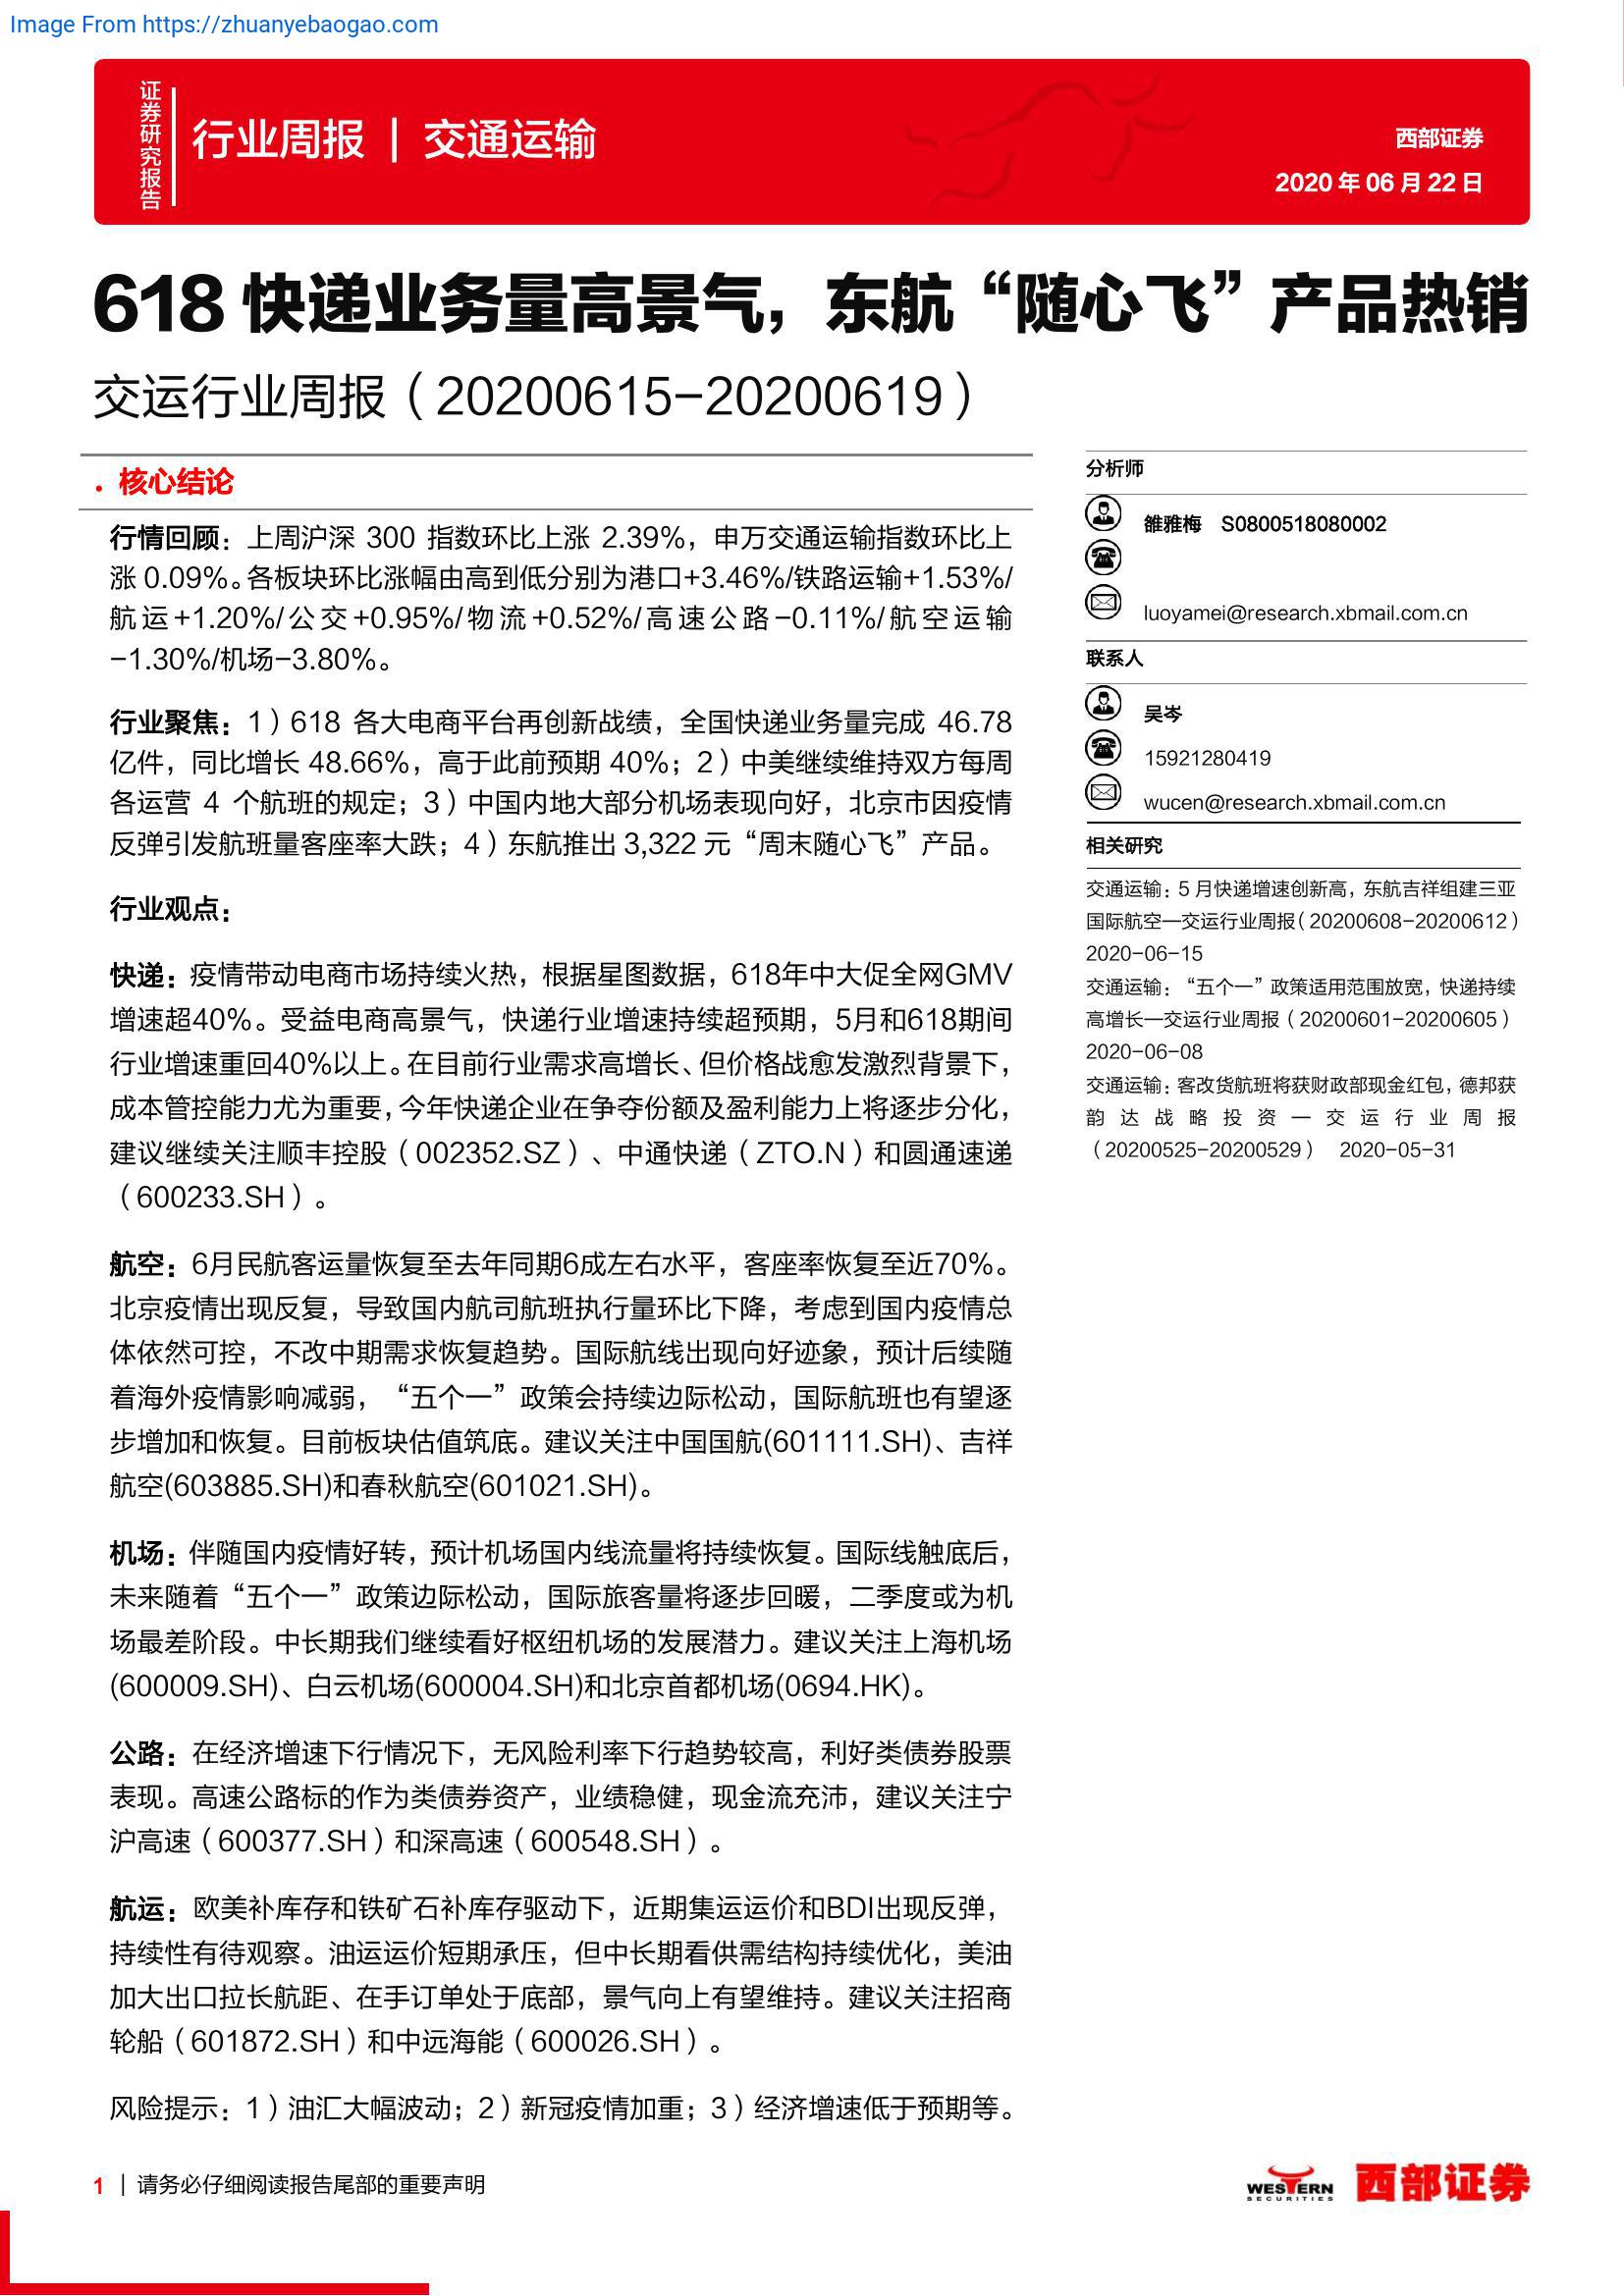 Image From https://zhuanyebaogao.com
证券研究报告
行业周报 | 交通运输
西部证券
2020 年 06 月 22 日
618 快递业务量高景气，东航“随心飞”产品热销
交运行业周报（20200615-20200619）
• 核心结论
行情回顾：上周沪深 300 指数环比上涨 2.39%，申万交通运输指数环比上
涨 0.09%。各板块环比涨幅由高到低分别为港口+3.46%/铁路运输+1.53%/
航运+1.20%/公交+0.95%/物流+0.52%/高速公路-0.11%/航空运输
-1.30%/机场-3.80%。
行业聚焦：1）618 各大电商平台再创新战绩，全国快递业务量完成 46.78
亿件，同比增长 48.66%，高于此前预期 40%；2）中美继续维持双方每周
各运营 4 个航班的规定；3）中国内地大部分机场表现向好，北京市因疫情
反弹引发航班量客座率大跌；4）东航推出 3,322 元“周末随心飞”产品。
行业观点：
快递：疫情带动电商市场持续火热，根据星图数据，618年中大促全网GMV
增速超40%。受益电商高景气，快递行业增速持续超预期，5月和618期间
行业增速重回40%以上。在目前行业需求高增长、但价格战愈发激烈背景下，
成本管控能力尤为重要，今年快递企业在争夺份额及盈利能力上将逐步分化，
建议继续关注顺丰控股（002352.SZ）、中通快递（ZTO.N）和圆通速递
（600233.SH）。
航空：6月民航客运量恢复至去年同期6成左右水平，客座率恢复至近70%。
北京疫情出现反复，导致国内航司航班执行量环比下降，考虑到国内疫情总
体依然可控，不改中期需求恢复趋势。国际航线出现向好迹象，预计后续随
着海外疫情影响减弱，“五个一”政策会持续边际松动，国际航班也有望逐
步增加和恢复。目前板块估值筑底。建议关注中国国航(601111.SH)、吉祥
航空(603885.SH)和春秋航空(601021.SH)。
机场：伴随国内疫情好转，预计机场国内线流量将持续恢复。国际线触底后，
未来随着“五个一”政策边际松动，国际旅客量将逐步回暖，二季度或为机
场最差阶段。中长期我们继续看好枢纽机场的发展潜力。建议关注上海机场
(600009.SH)、白云机场(600004.SH)和北京首都机场(0694.HK)。
公路：在经济增速下行情况下，无风险利率下行趋势较高，利好类债券股票
表现。高速公路标的作为类债券资产，业绩稳健，现金流充沛，建议关注宁
沪高速（600377.SH）和深高速（600548.SH）。
航运：欧美补库存和铁矿石补库存驱动下，近期集运运价和BDI出现反弹，
持续性有待观察。油运运价短期承压，但中长期看供需结构持续优化，美油
加大出口拉长航距、在手订单处于底部，景气向上有望维持。建议关注招商
轮船（601872.SH）和中远海能（600026.SH）。
风险提示：1）油汇大幅波动；2）新冠疫情加重；3）经济增速低于预期等。
分析师
雒雅梅 S0800518080002
luoyamei@research.xbmail.com.cn
联系人
吴岑
15921280419
wucen@research.xbmail.com.cn
相关研究
交通运输：5 月快递增速创新高，东航吉祥组建三亚
国际航空—交运行业周报（20200608-20200612）
2020-06-15
交通运输：“五个一”政策适用范围放宽，快递持续
高增长—交运行业周报（20200601-20200605）
2020-06-08
交通运输：客改货航班将获财政部现金红包，德邦获
韵达战略投资—交运行业周报
（20200525-20200529） 2020-05-31
1 | 请务必仔细阅读报告尾部的重要声明
WESTERN
SECURITIES
西部证券